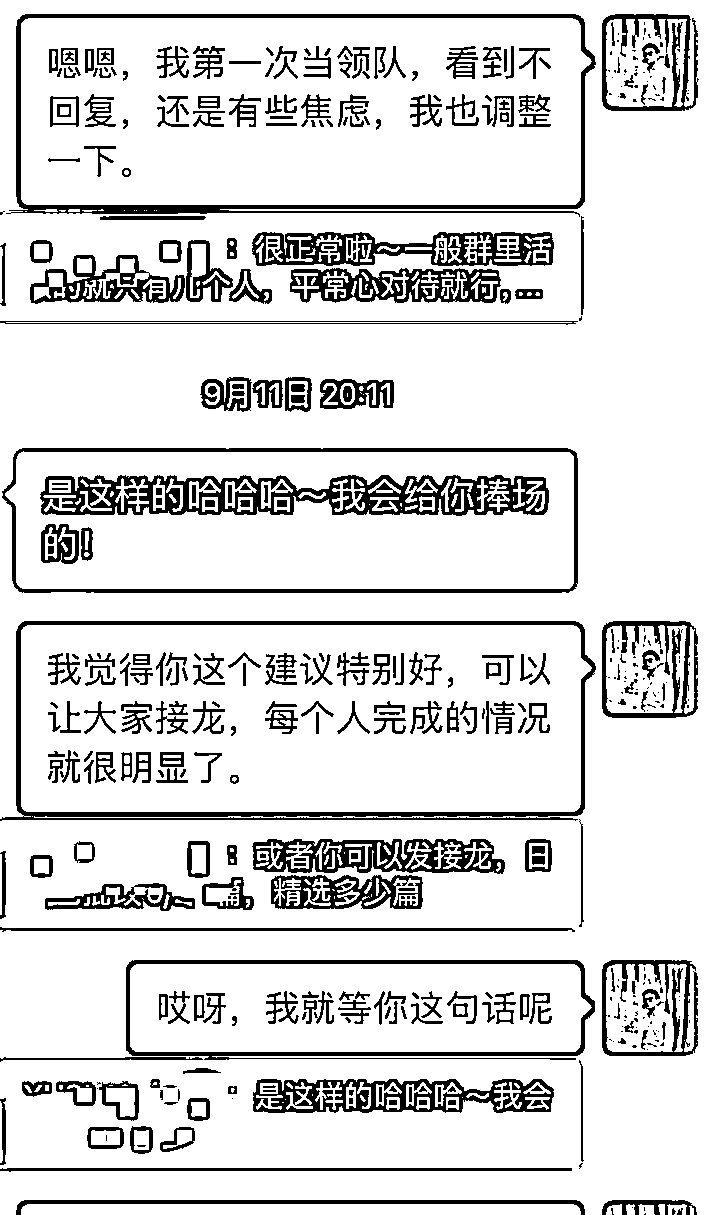 嗯嗯，我第一次当领队，看到不
回复，还是有些焦虑，我也调整
一下。
：很正常啦～一般群里活
就只有几个人，平常心对待就行，...
9月11日 20:11
是这样的哈哈哈～我会给你捧场
的！
我觉得你这个建议特别好，可以
让大家接龙，每个人完成的情况
就很明显了。
：或者你可以发接龙，日
精选多少篇
哎呀，我就等你这句话呢
：是这样的哈哈哈～我会